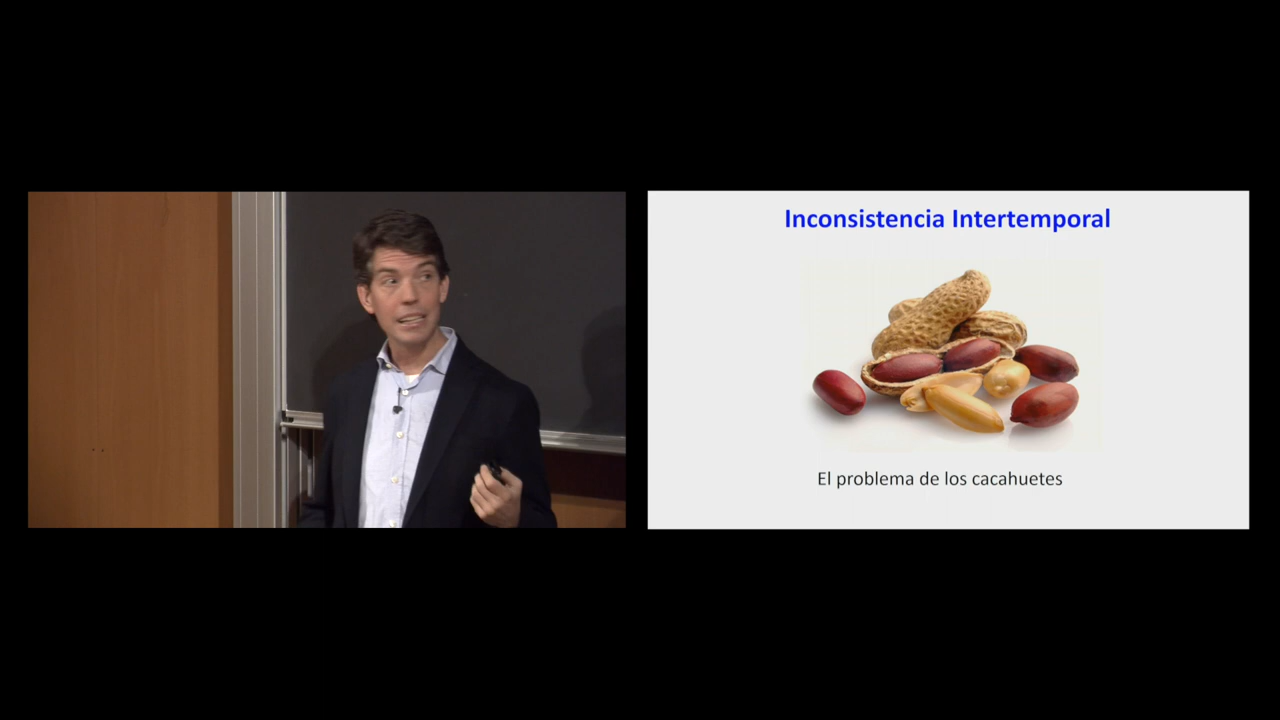 Inconsistencia Intertemporal
El problema de los cacahuetes